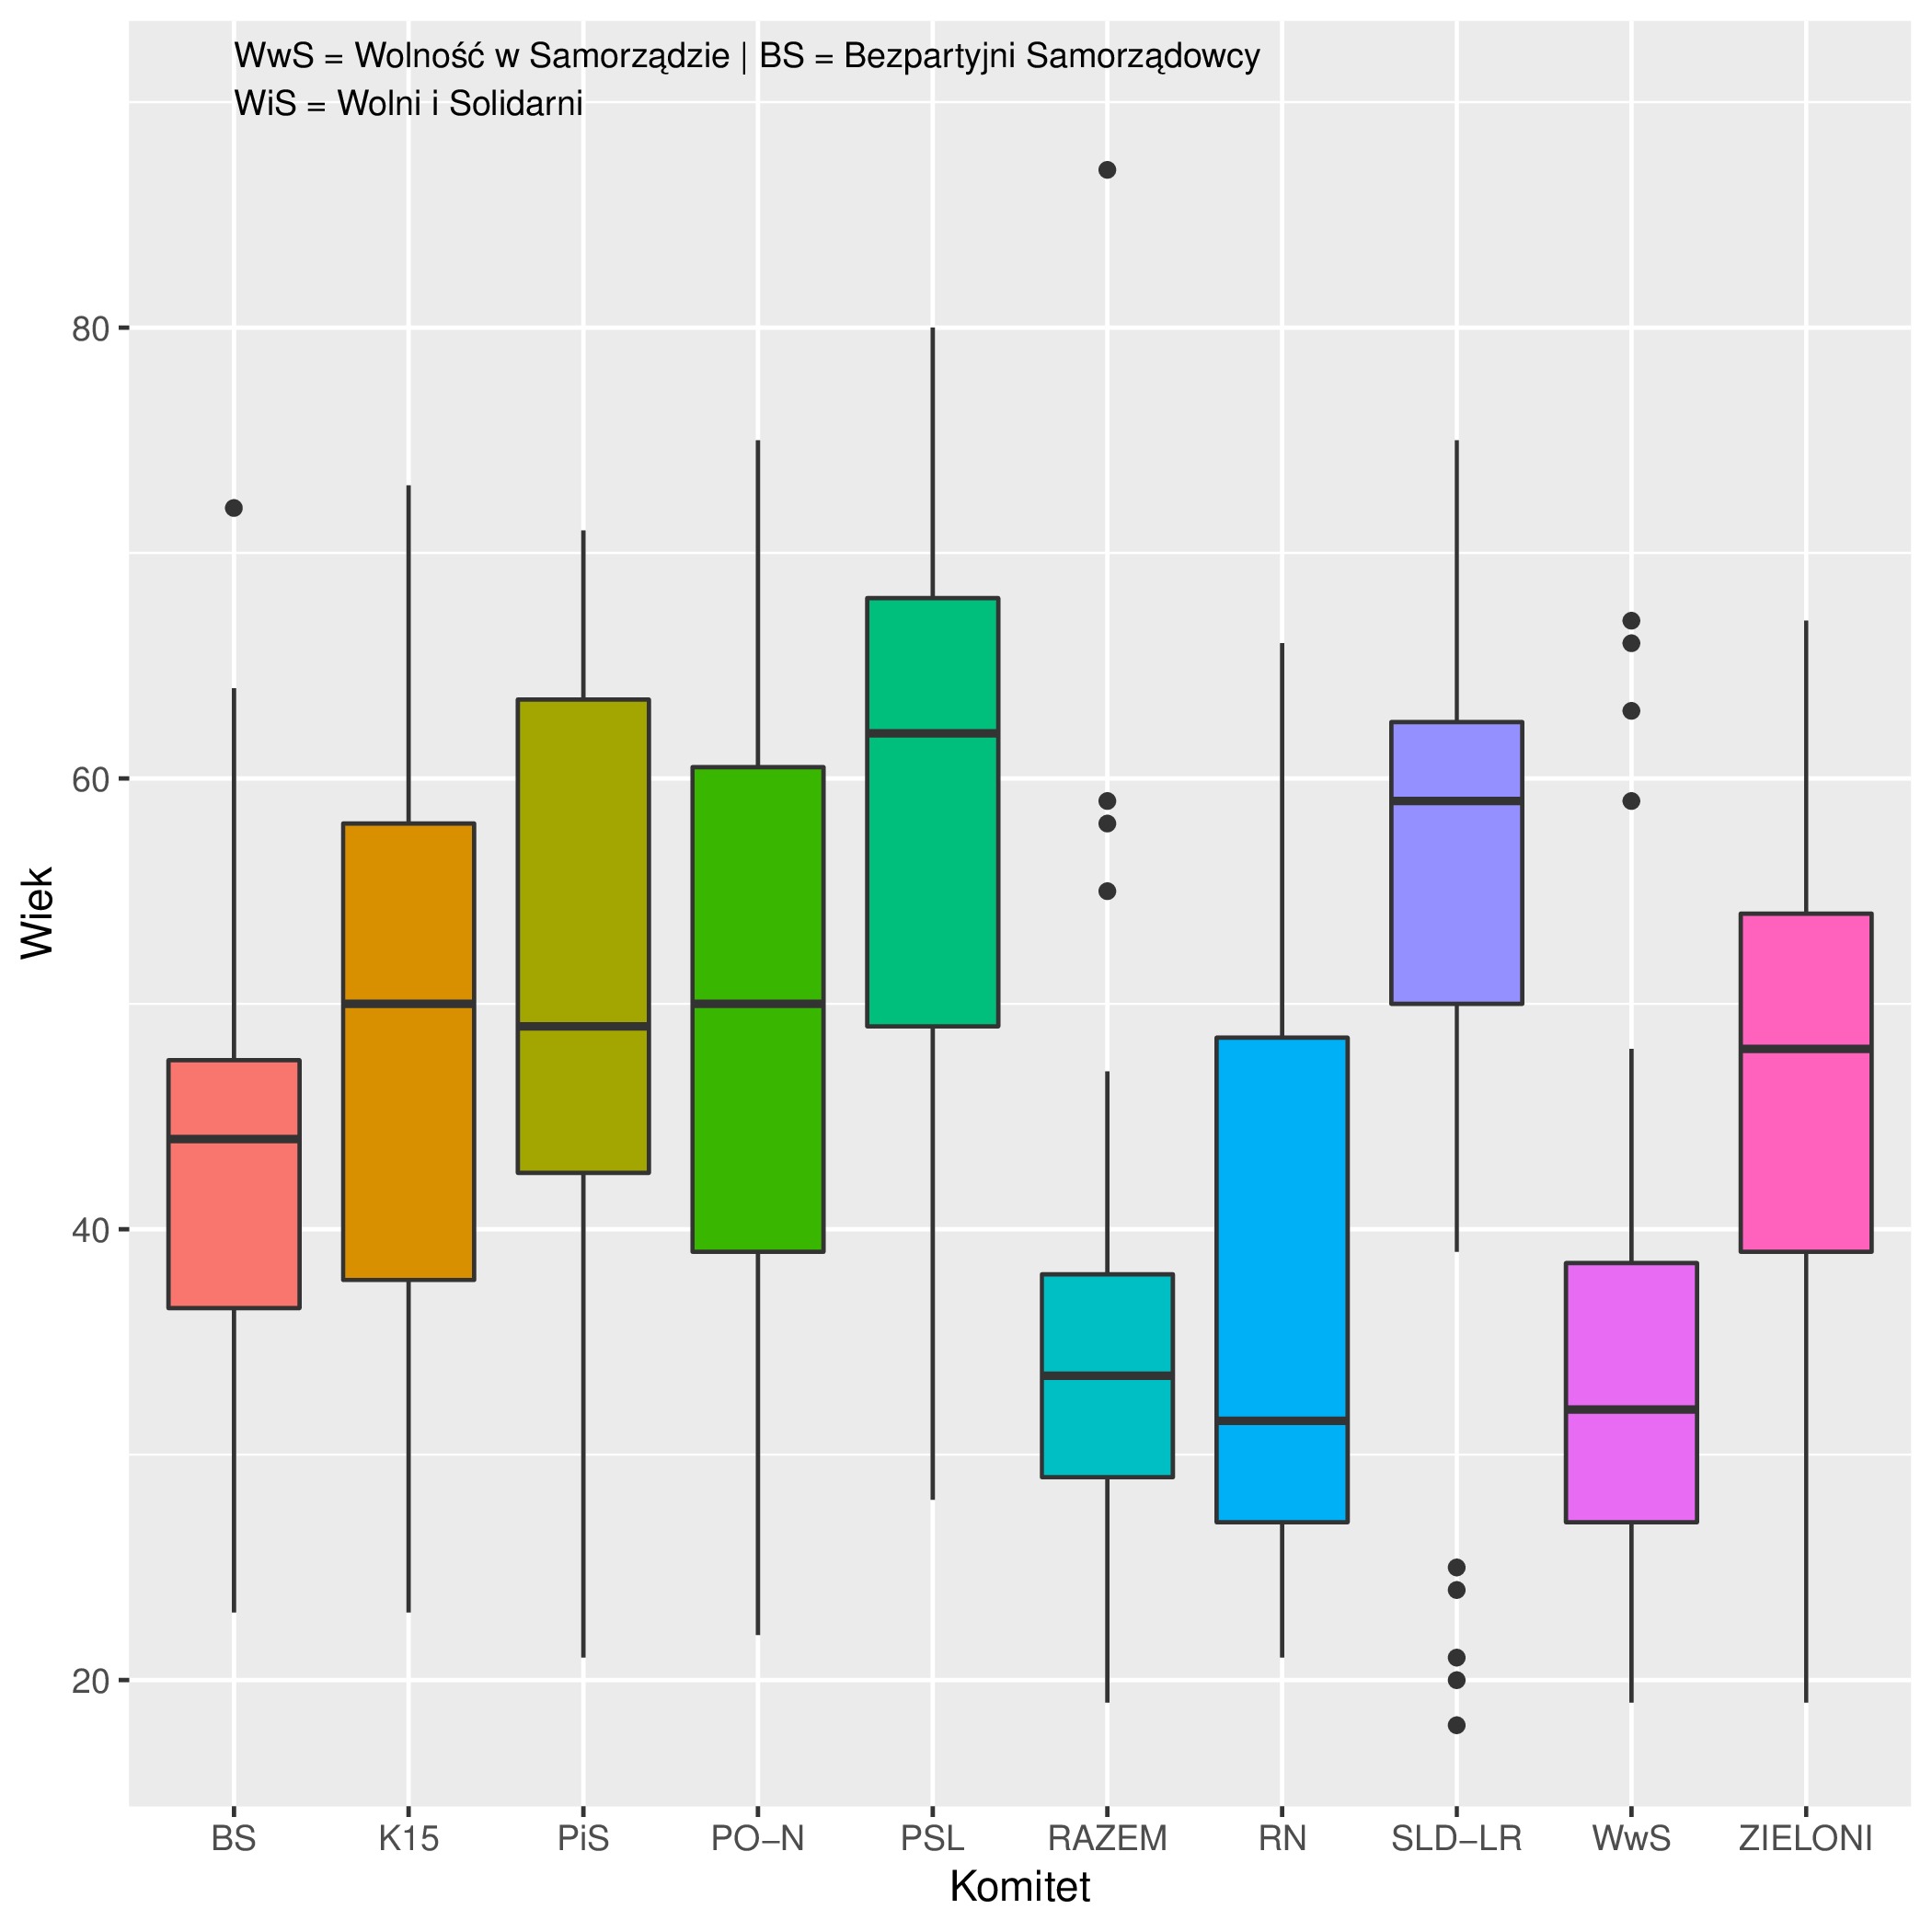 WwS = Wolność w Samorządzie | BS = Bezpartyjni Samorządowcy
WiS = Wolni i Solidarni
80
60
40
20
Wiek
BS K15 PiS PO−N PSL RAZEM RN SLD−LR WwS ZIELONI
Komitet